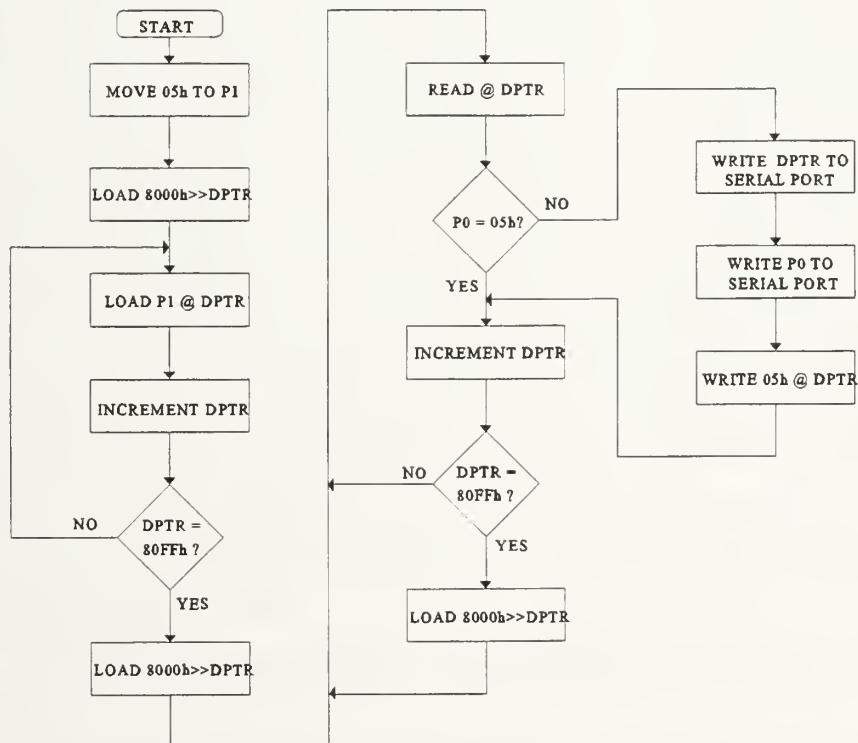 START
MOVE 05h TO P1
LOAD 8000h>>DPTR
LOAD P1 @ DPTR
INCREMENT DPTR
DPTR =
80FFh ?
NO
YES
LOAD 8000h>>DPTR
READ @ DPTR
P0 = 05h?
NO
YES
INCREMENT DPTR
DPTR =
80FFh ?
NO
YES
LOAD 8000h>>DPTR
WRITE DPTR TO
SERIAL PORT
WRITE P0 TO
SERIAL PORT
WRITE 05h @ DPTR